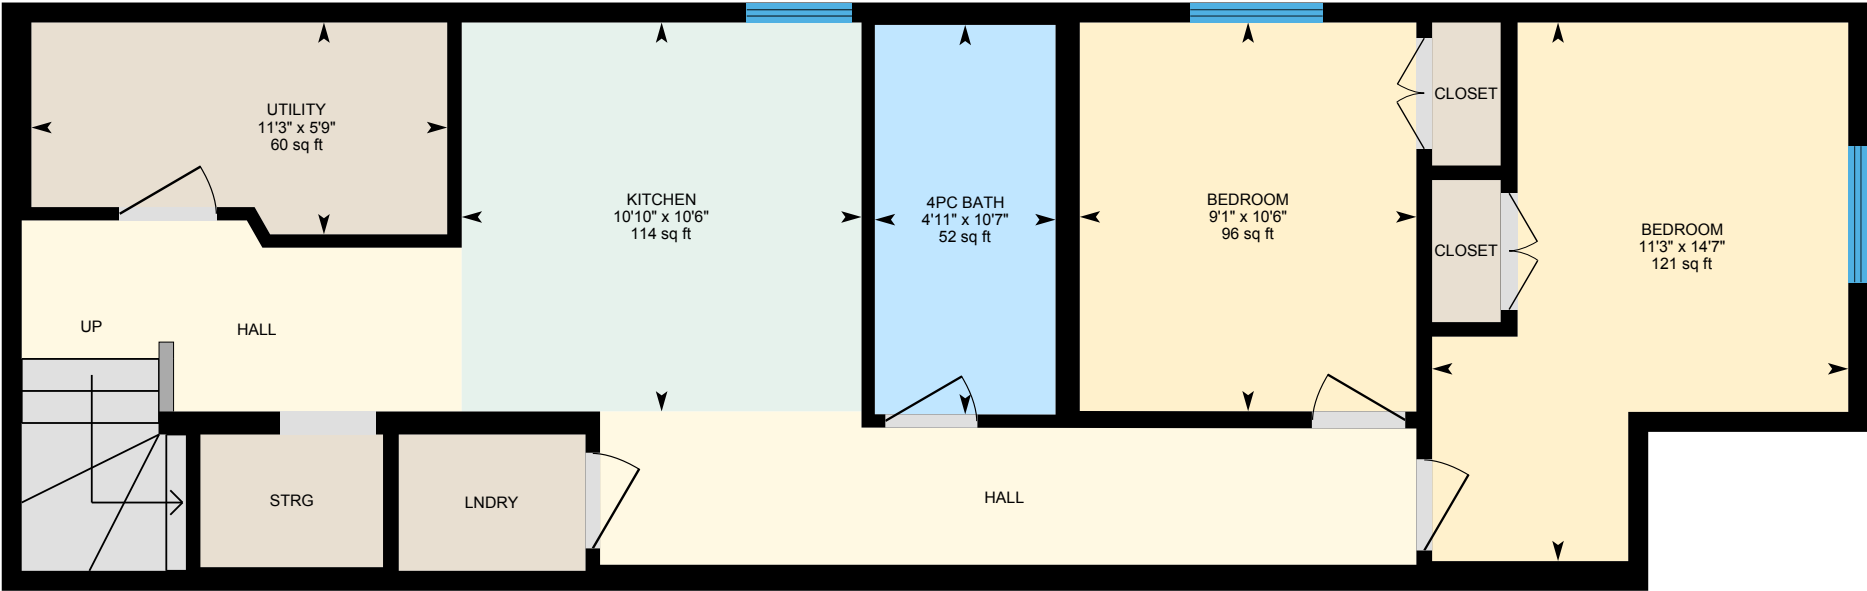 UTILITY
11'3" x 5'9"
60 sq ft
KITCHEN
10'10" x 10'6"
114 sq ft
4PC BATH
4'11" x 10'7"
52 sq ft
BEDROOM
9'1" x 10'6"
96 sq ft
CLOSET
CLOSET
BEDROOM
11'3" x 14'7"
121 sq ft
UP
HALL
STRG
LNDRY
HALL